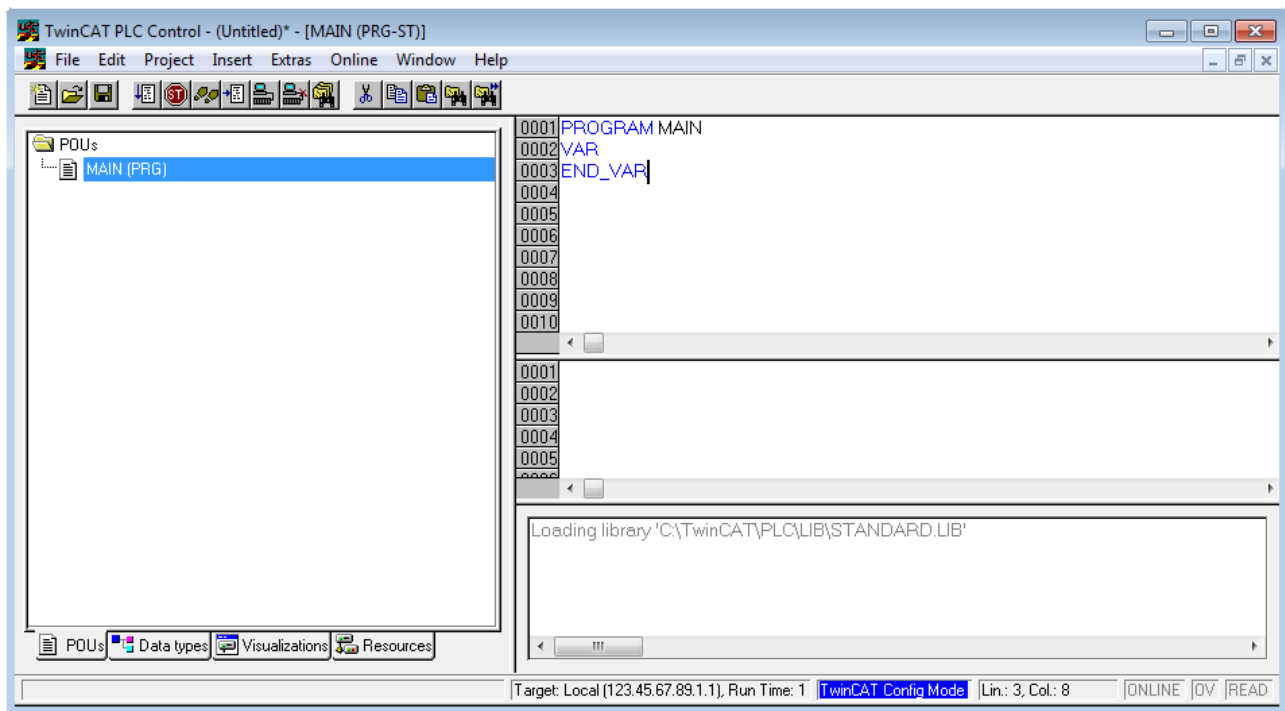 TwinCAT PLC Control - (Untitled)* - [MAIN (PRG-ST)]
File Edit Project Insert Extras Online Window Help
POUs
MAIN (PRG)
0001 PROGRAM MAIN
0002 VAR
0003 END_VAR
0004
0005
0006
0007
0008
0009
0010
0001
0002
0003
0004
0005
Loading library 'C:\TwinCAT\PLC\LIB\STANDARD.LIB'
POUs Data types Visualizations Resources
Target: Local (123.45.67.89.1.1), Run Time: 1 TwinCAT Config Mode Lin.: 3, Col.: 8 ONLINE OV READ